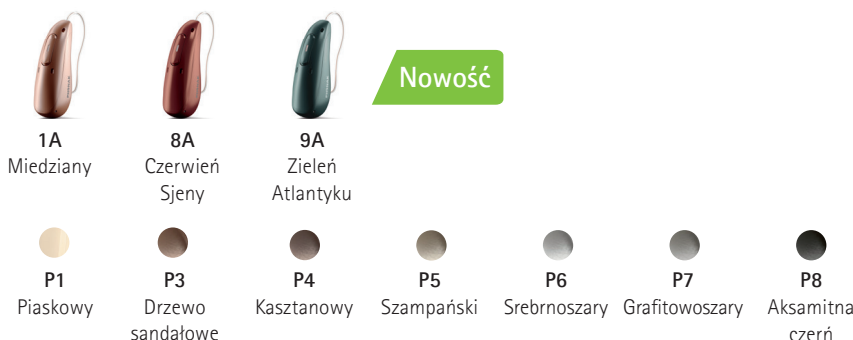 Nowość
1A 8A 9A
Miedziany Czerwień Zieleń
Sjeny Atlantyku
P1 P3 P4 P5 P6 P7 P8
Piaskowy Drzewo Kasztanowy Szampański Srebrnoszary Grafitowoszary Aksamitna
sandałowe czerń